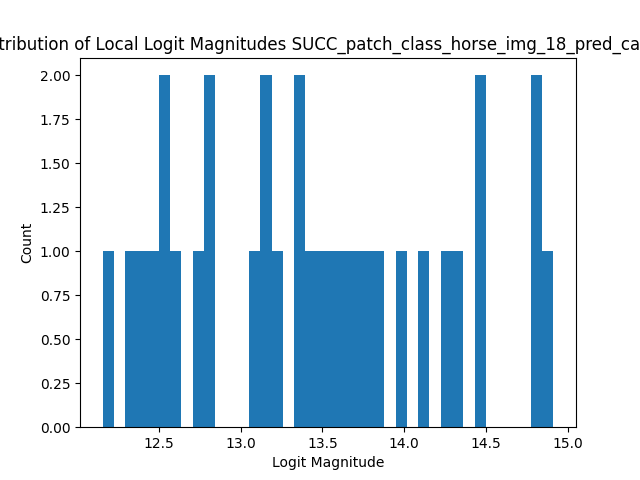 tribution of Local Logit Magnitudes SUCC_patch_class_horse_img_18_pred_ca
2.00
1.75
1.50
1.25
1.00
0.75
0.50
0.25
0.00
Count
12.5 13.0 13.5 14.0 14.5 15.0
Logit Magnitude